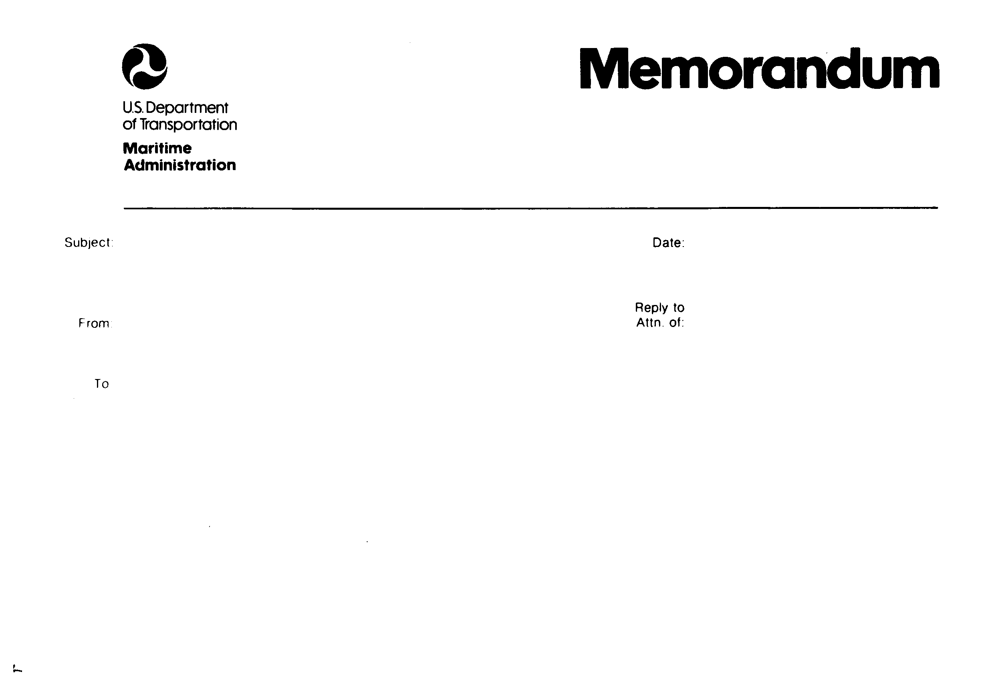 Memorandum
U.S. Department
of Transportation
Maritime
Administration
Subject:
Date:
Reply to
From:
Attn. of:
To